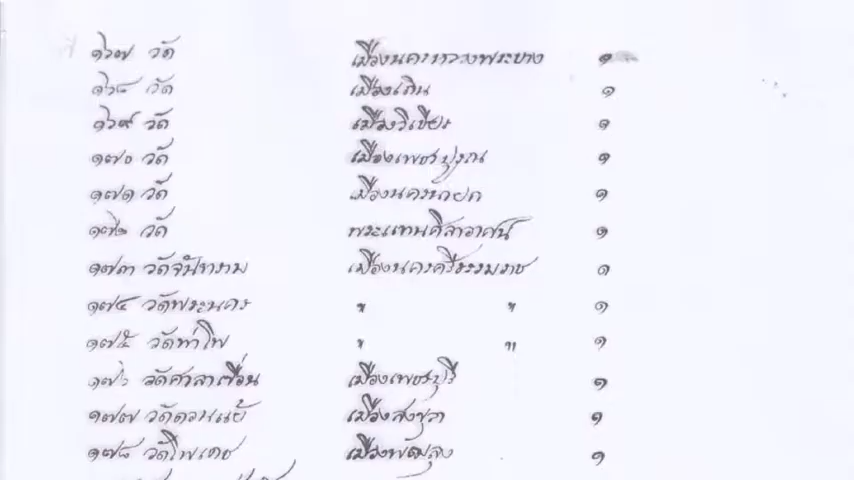 ๑๖๗ วัด เมืองนครหลวงพระบาง ๑
๑๖๘ วัด เมืองเถิน ๑
๑๖๙ วัด เมืองวิเชียร ๑
๑๗๐ วัด เมืองเพชรบูรณ ๑
๑๗๑ วัด เมืองนครนายก ๑
๑๗๒ วัด พระแทนศิลาอาศน์ ๑
๑๗๓ วัดจันทาราม เมืองนครศรีธรรมราช ๑
๑๗๔ วัดพระนคร " " ๑
๑๗๕ วัดท่าโพ " " ๑
๑๗๖ วัดศาลาเขื่อน เมืองเพชรบุรี ๑
๑๗๗ วัดดอนแย้ เมืองสงขลา ๑
๑๗๘ วัด เมืองพัฒลุง ๑